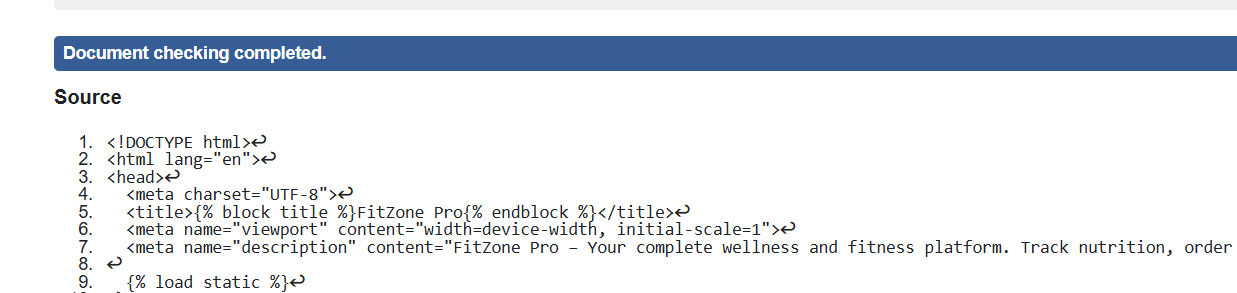 Document checking completed.
Source
1. <!DOCTYPE html>↩
2. <html lang="en">↩
3. <head>↩
4. <meta charset="UTF-8">↩
5. <title>{% block title %}FitZone Pro{% endblock %}</title>↩
6. <meta name="viewport" content="width=device-width, initial-scale=1">↩
7. <meta name="description" content="FitZone Pro – Your complete wellness and fitness platform. Track nutrition, order
8. ↩
9. {% load static %}↩